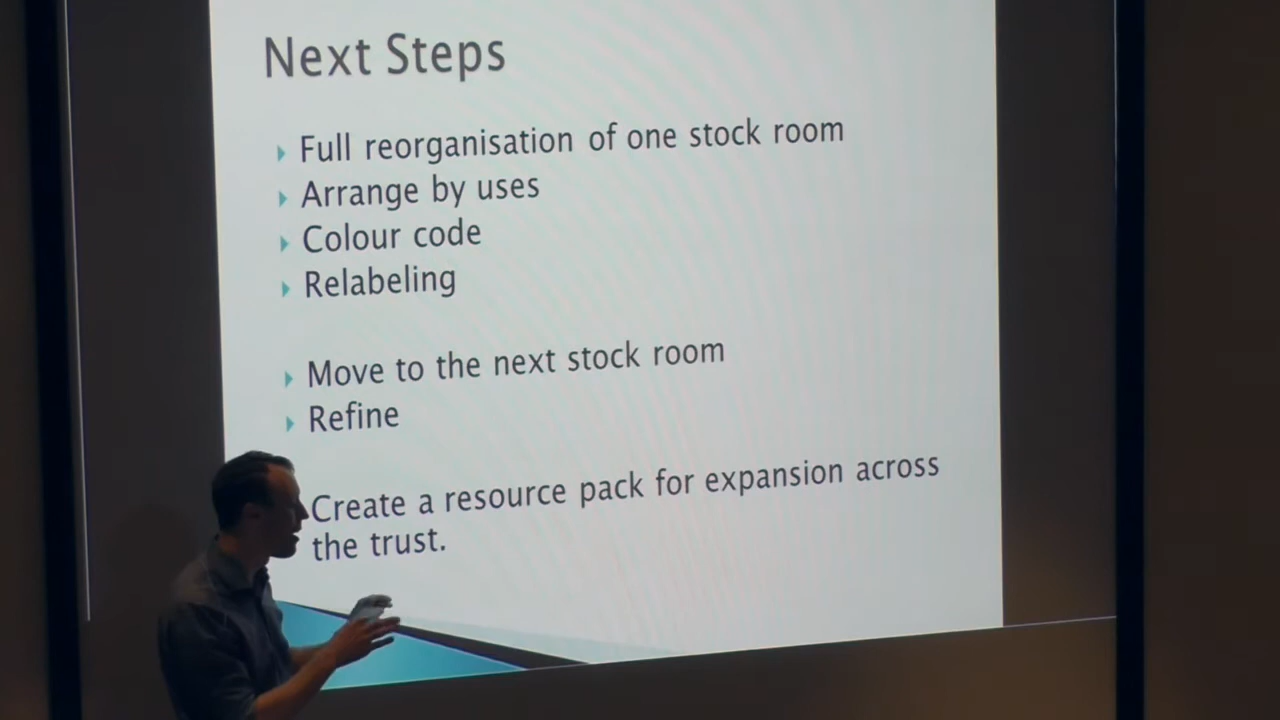 Next Steps
Full reorganisation of one stock room
Arrange by uses
Colour code
Relabeling
Move to the next stock room
Refine
Create a resource pack for expansion across
the trust.